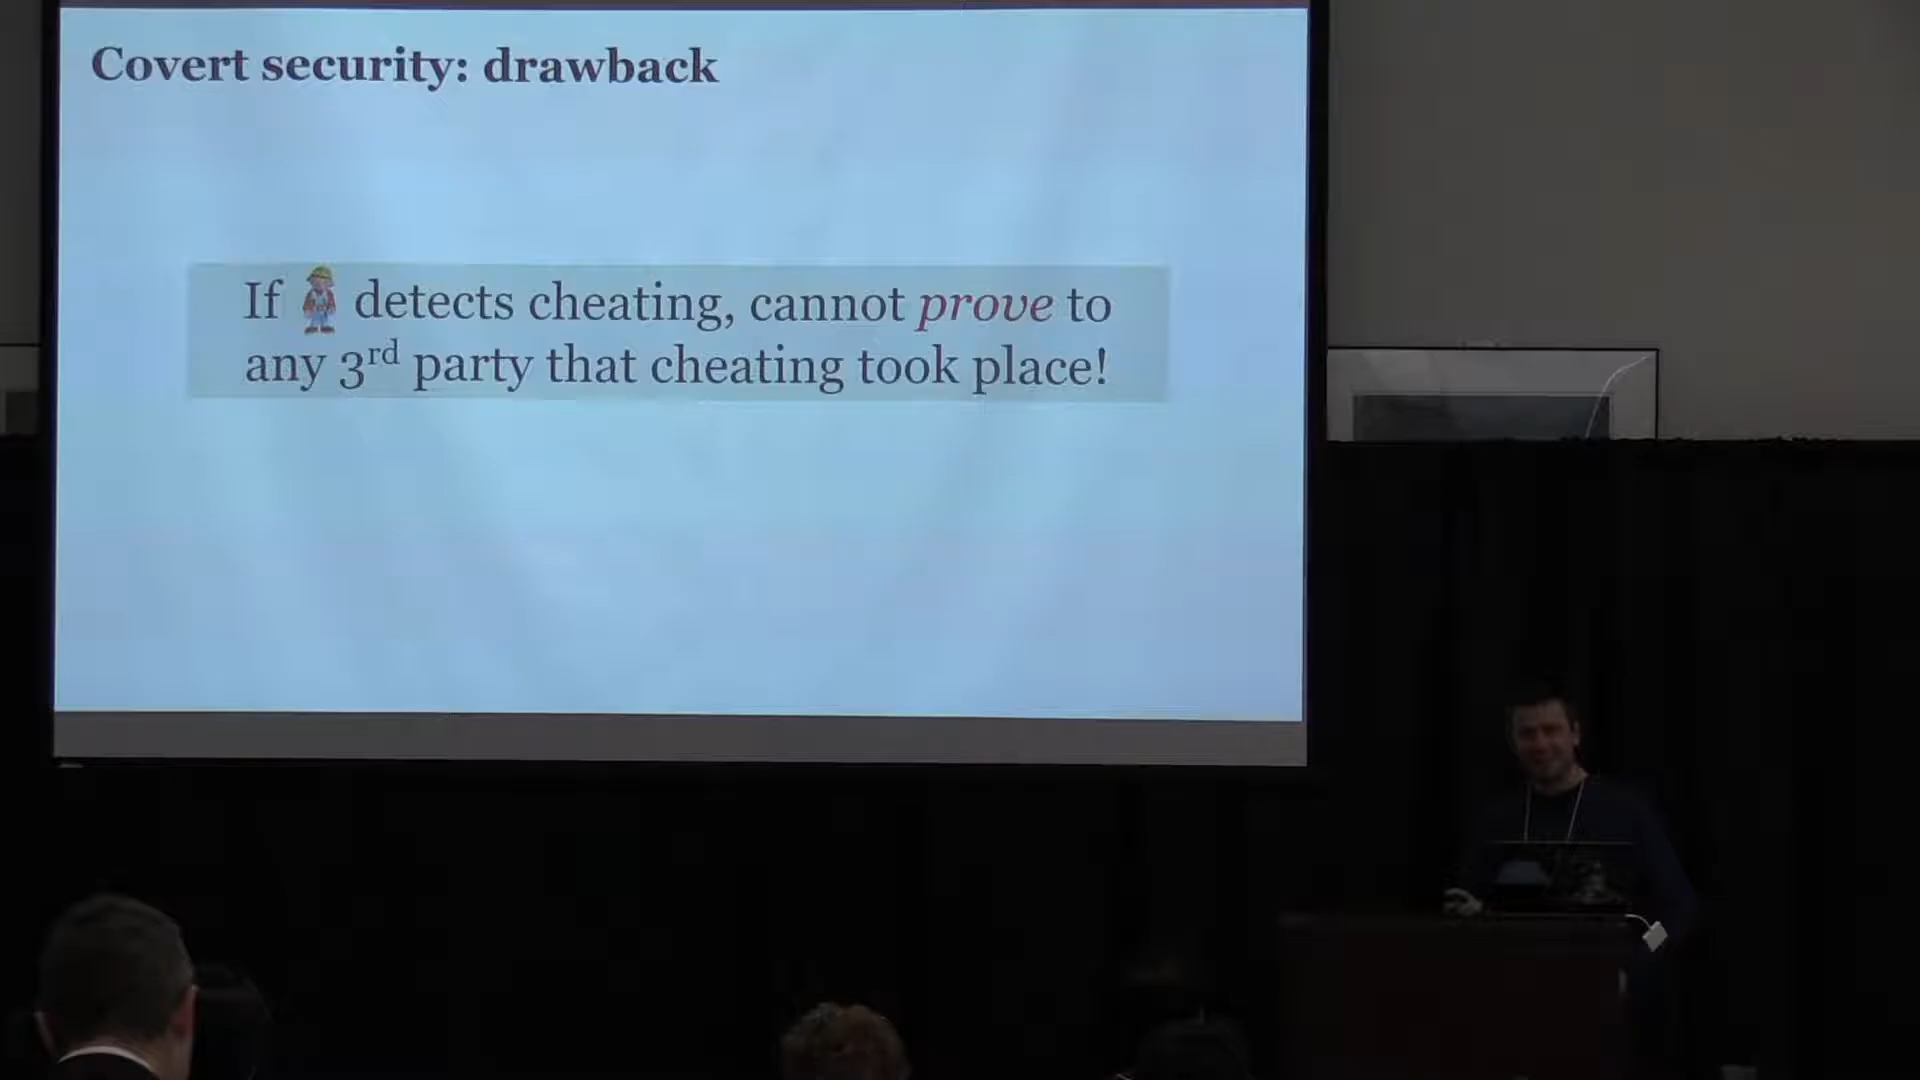 Covert security: drawback
If detects cheating, cannot prove to
any 3rd party that cheating took place!